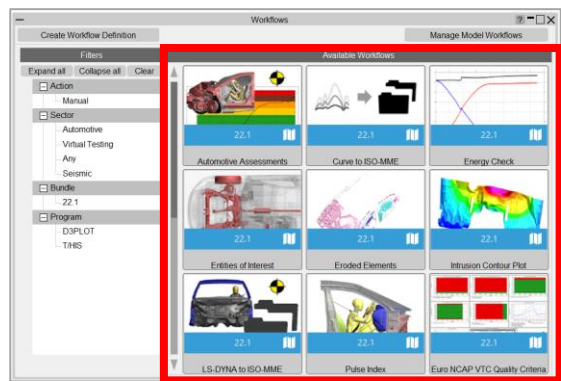 Workflows
Create Workflow Definition
Manage Model Workflows
Filters
Available Workflows
Expand all Collapse all Clear
Action
Manual
Sector
Automotive
Virtual Testing
Any
Seismic
Bundle
22.1
Program
D3PLOT
T/HIS
22.1 22.1 22.1
Automotive Assessments Curve to ISO-MME Energy Check
22.1 22.1 22.1
Entities of Interest Eroded Elements Intrusion Contour Plot
22.1 22.1 22.1
LS-DYNA to ISO-MME Pulse Index Euro NCAP VTC Quality Criteria